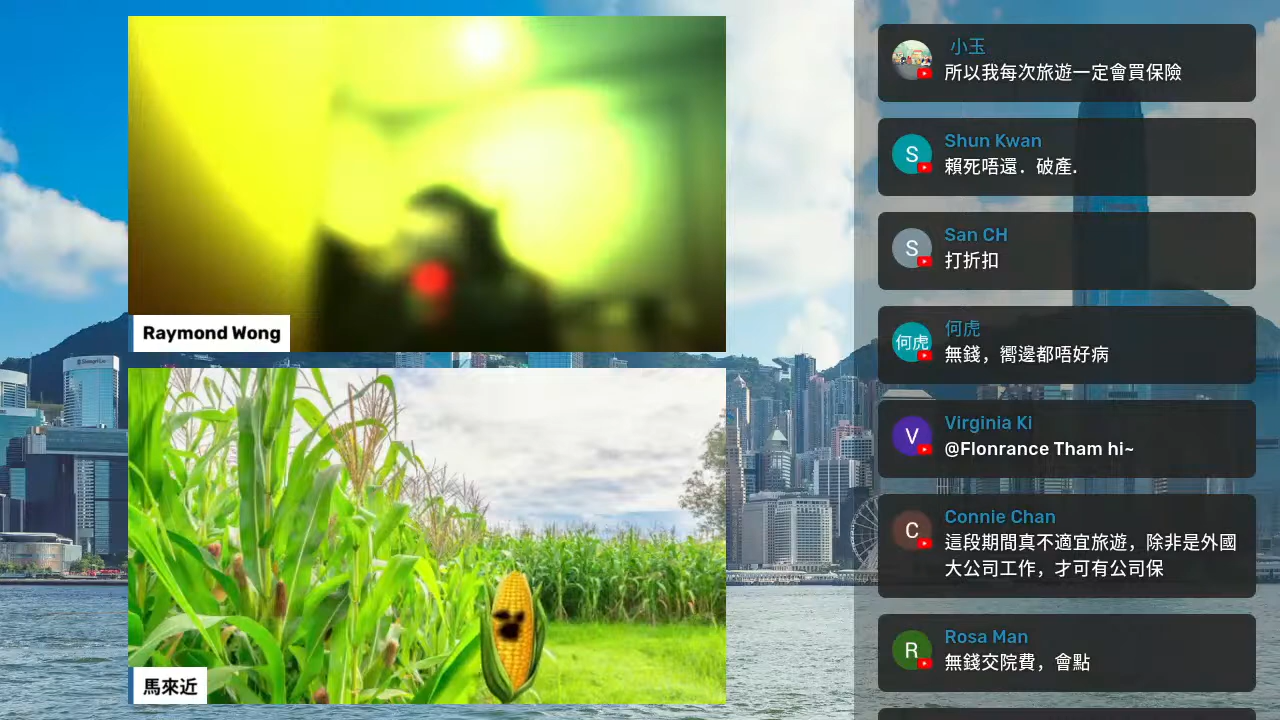 Raymond Wong
馬來近
小玉
所以我每次旅遊一定會買保險
S
Shun Kwan
賴死唔還．破產.
S
San CH
打折扣
何虎
何虎
無錢，嚮邊都唔好病
V
Virginia Ki
@Flonrance Tham hi~
C
Connie Chan
這段期間真不適宜旅遊，除非是外國
大公司工作，才可有公司保
R
Rosa Man
無錢交院費，會點